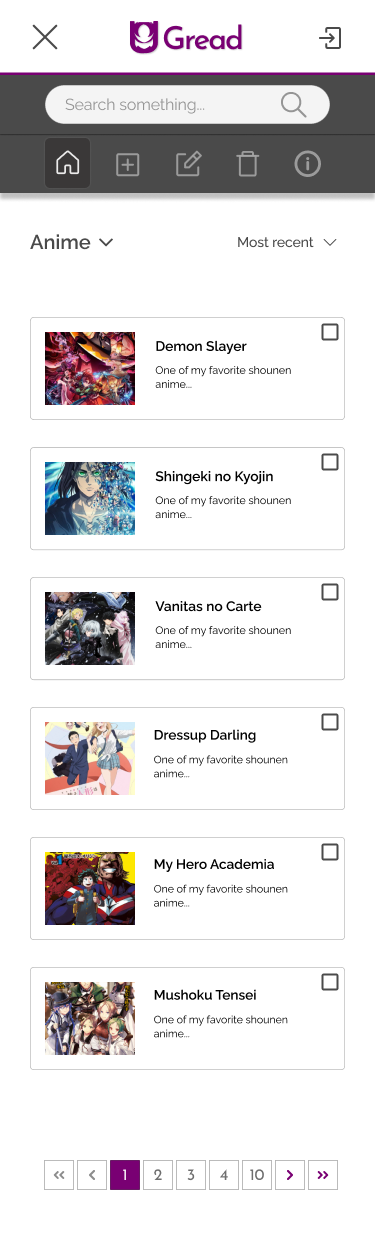 Gread
Search something...
Anime
Most recent
Demon Slayer
One of my favorite shounen
anime...
Shingeki no Kyojin
One of my favorite shounen
anime...
Vanitas no Carte
One of my favorite shounen
anime...
Dressup Darling
One of my favorite shounen
anime...
My Hero Academia
One of my favorite shounen
anime...
Mushoku Tensei
One of my favorite shounen
anime...
« ‹ 1 2 3 4 10 › »